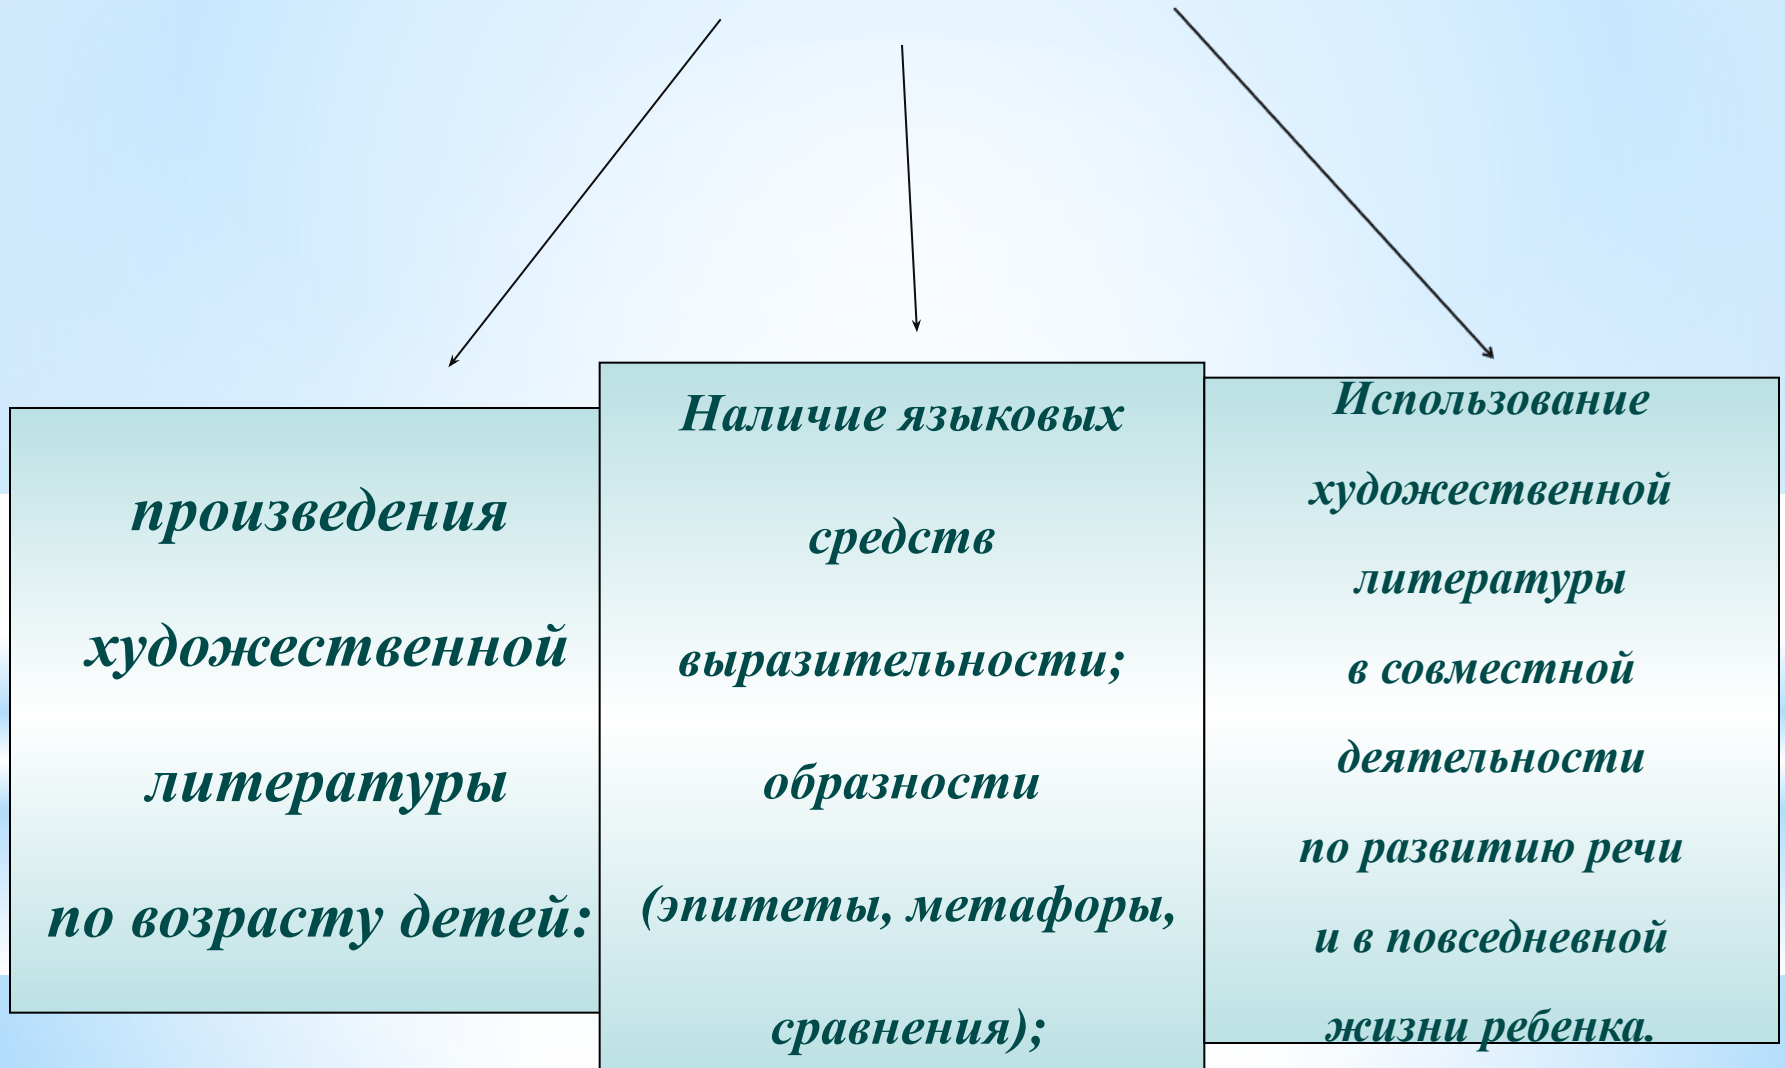 произведения
художественной
литературы
по возрасту детей:
Наличие языковых
средств
выразительности;
образности
(эпитеты, метафоры,
сравнения);
Использование
художественной
литературы
в совместной
деятельности
по развитию речи
и в повседневной
жизни ребенка.